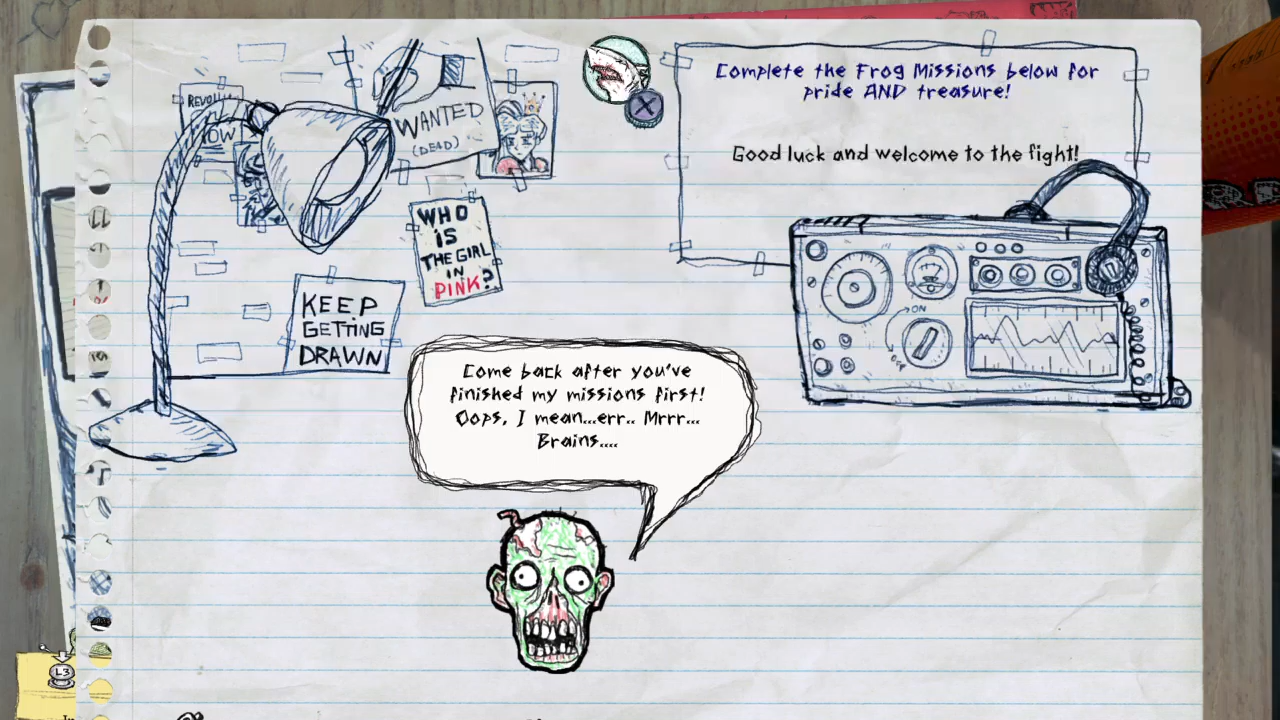 Complete the Frog Missions below for
pride AND treasure!
Good luck and welcome to the fight!
WANTED
(DEAD)
WHO
IS
THE GIRL
IN
PINK?
KEEP
GETTING
DRAWN
ON
Come back after you've
finished my missions first!
Oops, I mean...err.. Mrrr...
Brains....
L3